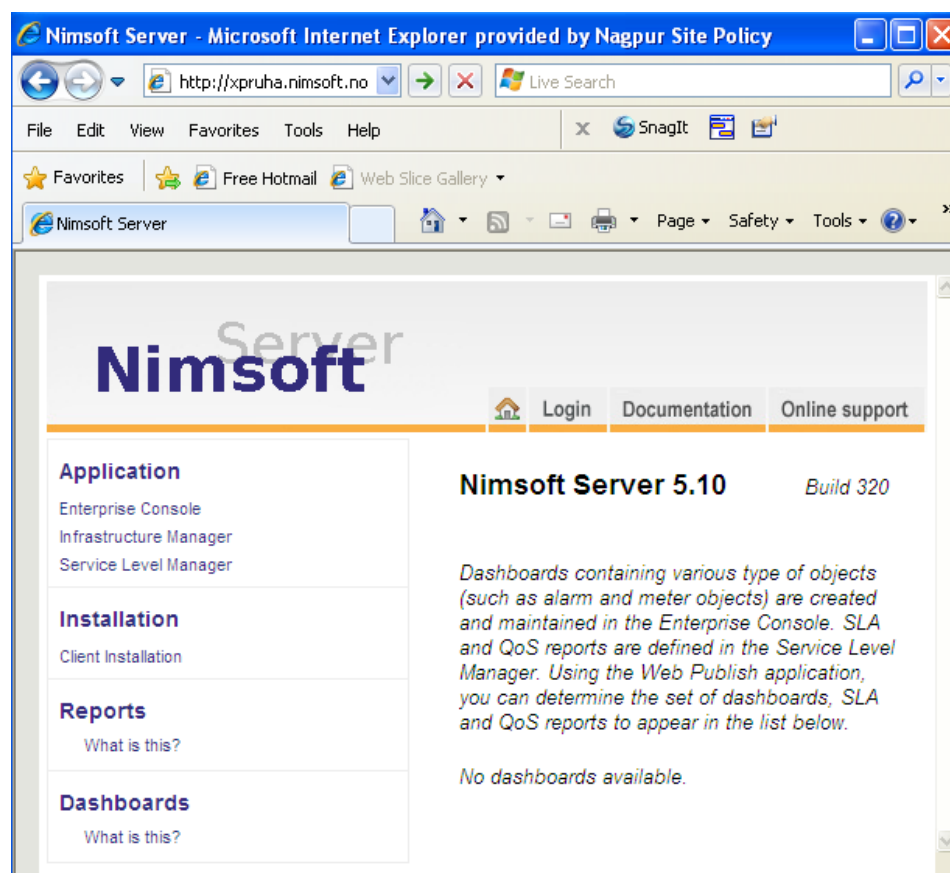 Nimsoft Server - Microsoft Internet Explorer provided by Nagpur Site Policy
http://xpruha.nimsoft.no
Live Search
File Edit View Favorites Tools Help
x SnagIt
Favorites Free Hotmail Web Slice Gallery
Nimsoft Server
Page Safety Tools
»
Server
Nimsoft
Login Documentation Online support
Application
Enterprise Console
Infrastructure Manager
Service Level Manager
Installation
Client Installation
Reports
What is this?
Dashboards
What is this?
Nimsoft Server 5.10 Build 320
Dashboards containing various type of objects
(such as alarm and meter objects) are created
and maintained in the Enterprise Console. SLA
and QoS reports are defined in the Service Level
Manager. Using the Web Publish application,
you can determine the set of dashboards, SLA
and QoS reports to appear in the list below.
No dashboards available.